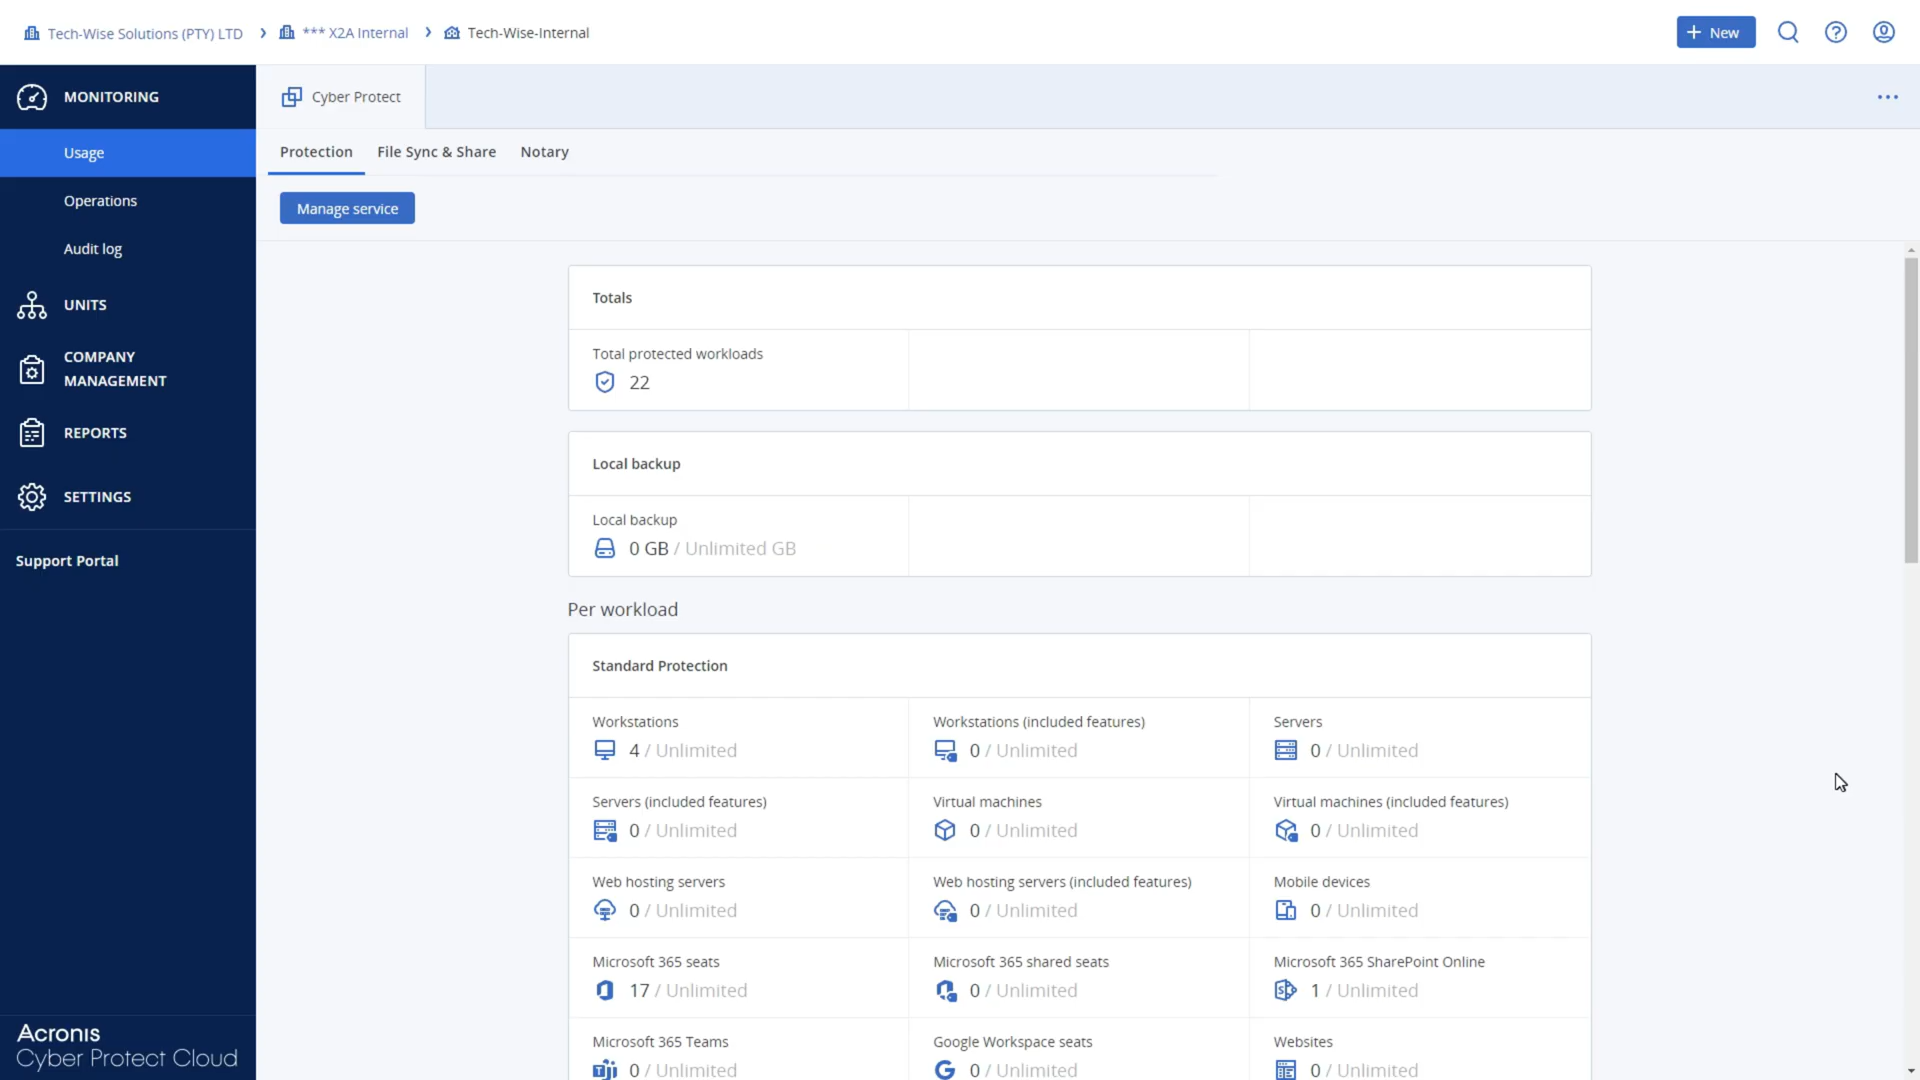 Tech-Wise Solutions (PTY) LTD > *** X2A Internal > Tech-Wise-Internal
+ New
MONITORING
Usage
Operations
Audit log
UNITS
COMPANY
MANAGEMENT
REPORTS
SETTINGS
Support Portal
Acronis
Cyber Protect Cloud
Cyber Protect
Protection File Sync & Share Notary
Manage service
Totals
Total protected workloads
22
Local backup
Local backup
0 GB / Unlimited GB
Per workload
Standard Protection
Workstations
4 / Unlimited
Workstations (included features)
0 / Unlimited
Servers
0 / Unlimited
Servers (included features)
0 / Unlimited
Virtual machines
0 / Unlimited
Virtual machines (included features)
0 / Unlimited
Web hosting servers
0 / Unlimited
Web hosting servers (included features)
0 / Unlimited
Mobile devices
0 / Unlimited
Microsoft 365 seats
17 / Unlimited
Microsoft 365 shared seats
0 / Unlimited
Microsoft 365 SharePoint Online
1 / Unlimited
Microsoft 365 Teams
0 / Unlimited
Google Workspace seats
0 / Unlimited
Websites
0 / Unlimited